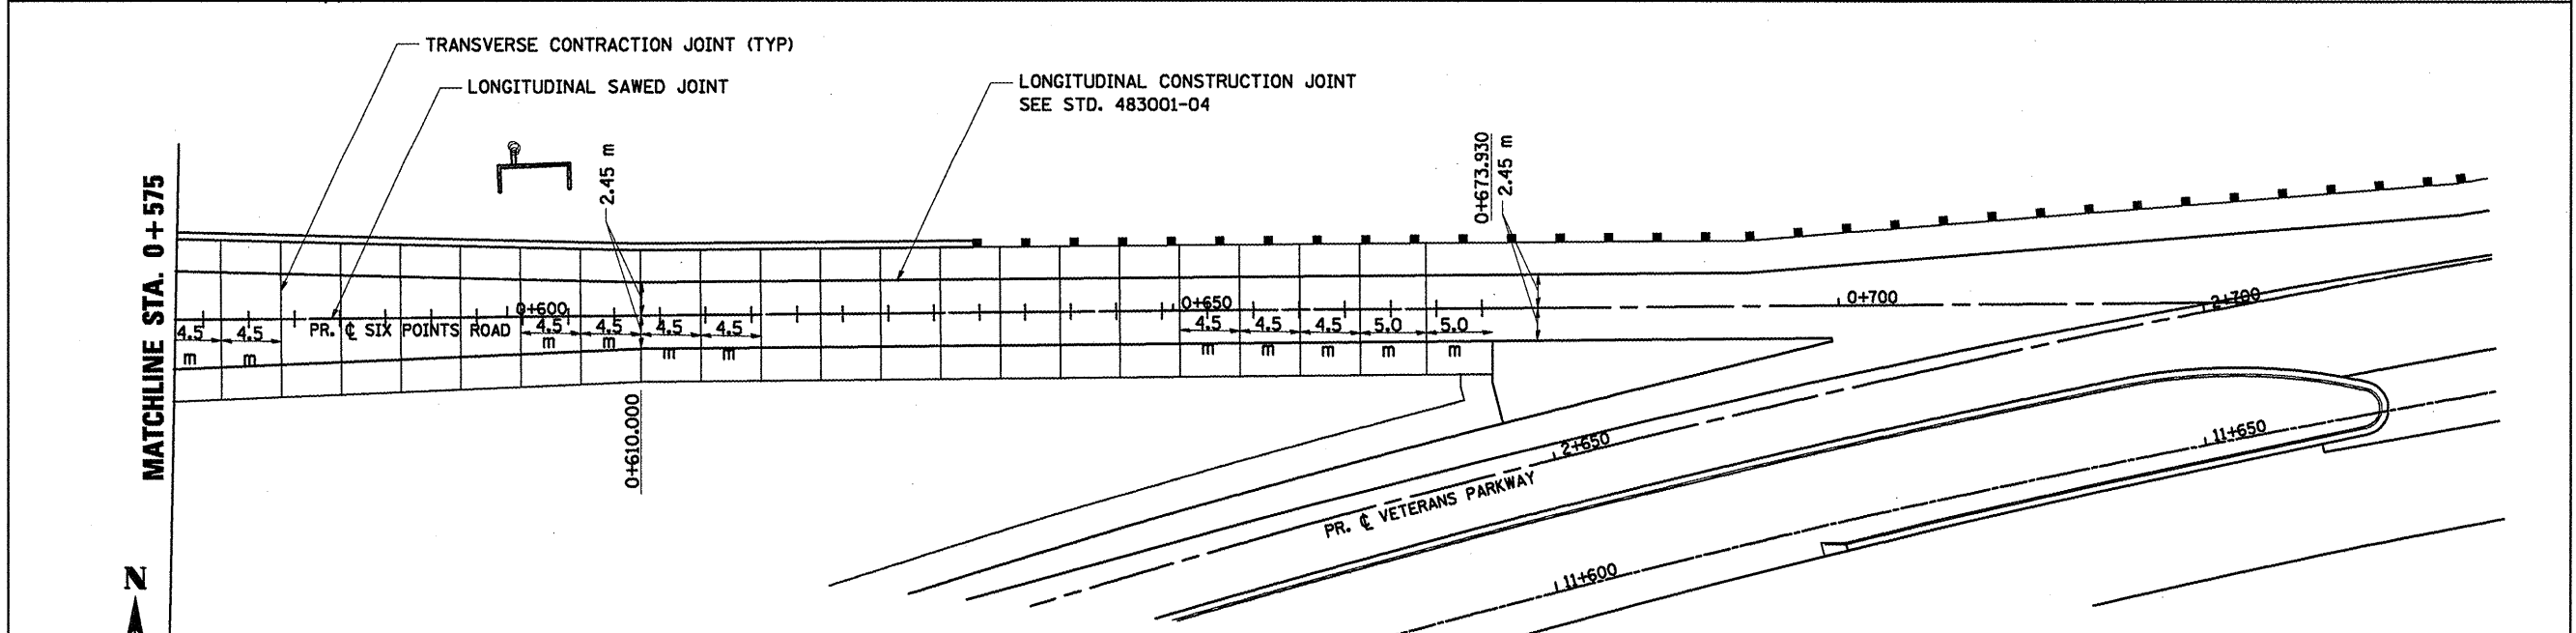 TRANSVERSE CONTRACTION JOINT (TYP)
LONGITUDINAL SAWED JOINT
LONGITUDINAL CONSTRUCTION JOINT
SEE STD. 483001-04
MATCHLINE STA. 0+575
2.45 m
0+673.930
2.45 m
0+600
0+650
0+700
2+700
4.5
m
4.5
m
PR. ℄ SIX POINTS ROAD
4.5
m
4.5
m
4.5
m
4.5
m
4.5
m
4.5
m
4.5
m
5.0
m
5.0
m
0+610.000
2+650
11+650
PR. ℄ VETERANS PARKWAY
11+600
N